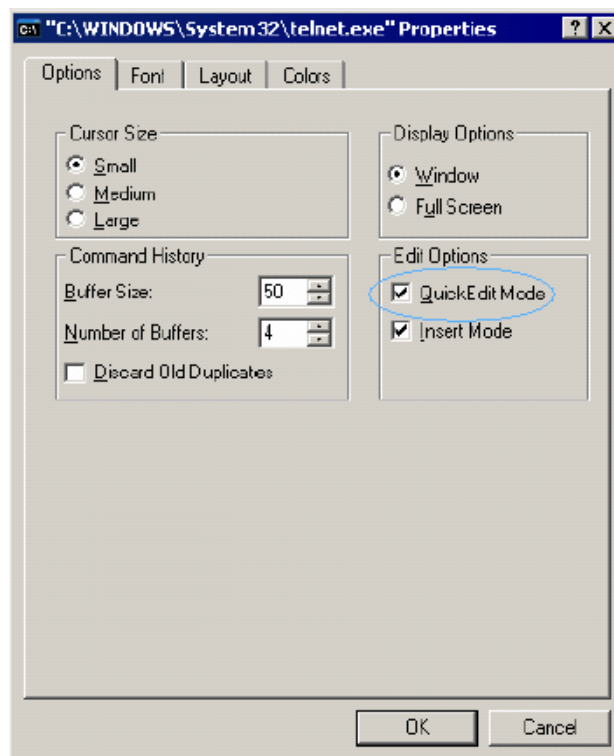 "C:\WINDOWS\System32\telnet.exe" Properties
Options Font Layout Colors
Cursor Size
Small
Medium
Large
Display Options
Window
Full Screen
Command History
Buffer Size: 50
Number of Buffers: 4
Discard Old Duplicates
Edit Options
QuickEdit Mode
Insert Mode
OK Cancel